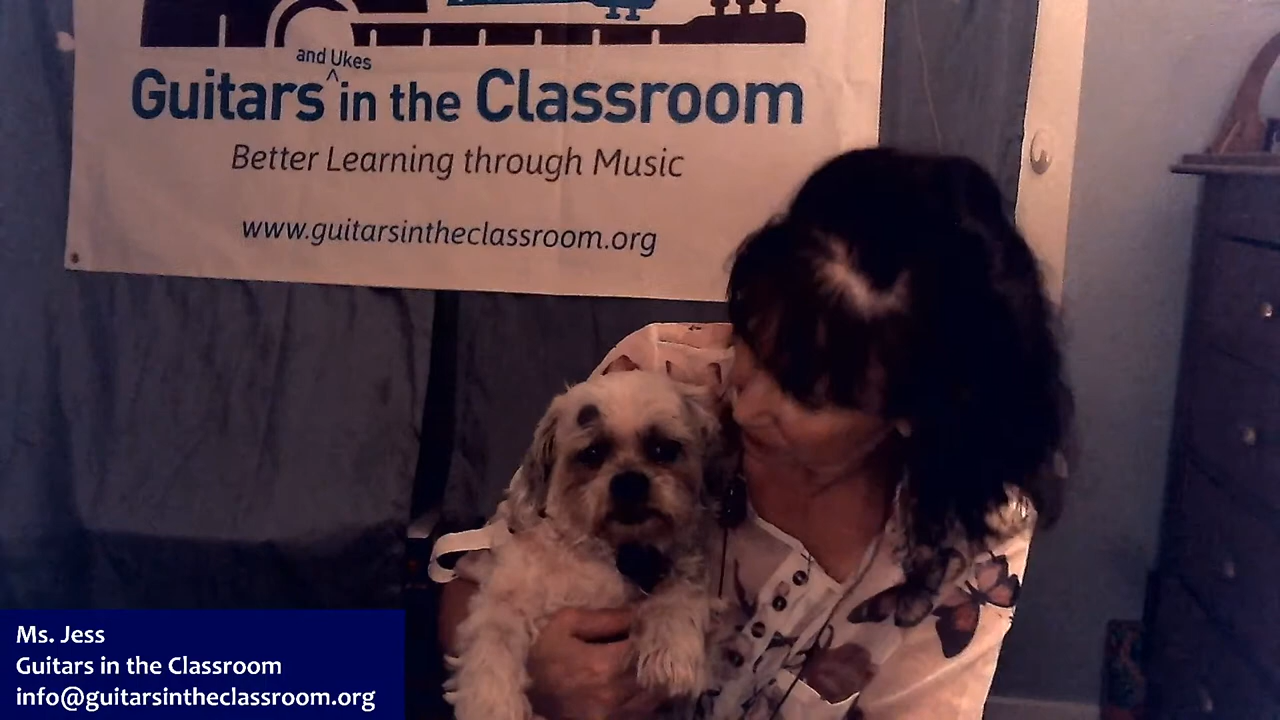 and Ukes
Guitars ^ in the Classroom
Better Learning through Music
www.guitarsintheclassroom.org
Ms. Jess
Guitars in the Classroom
info@guitarsintheclassroom.org